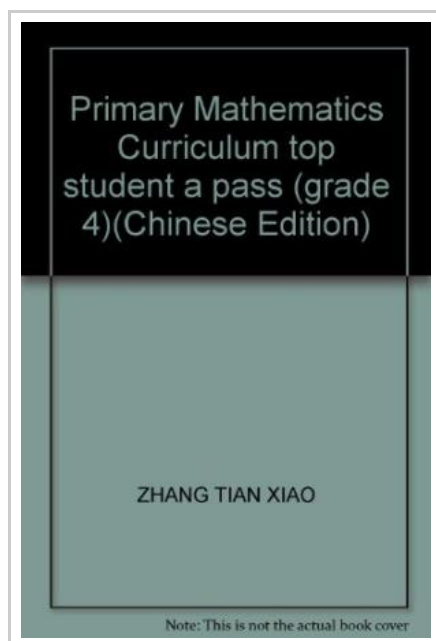 Primary Mathematics
Curriculum top
student a pass (grade
4)(Chinese Edition)
ZHANG TIAN XIAO
Note: This is not the actual book cover